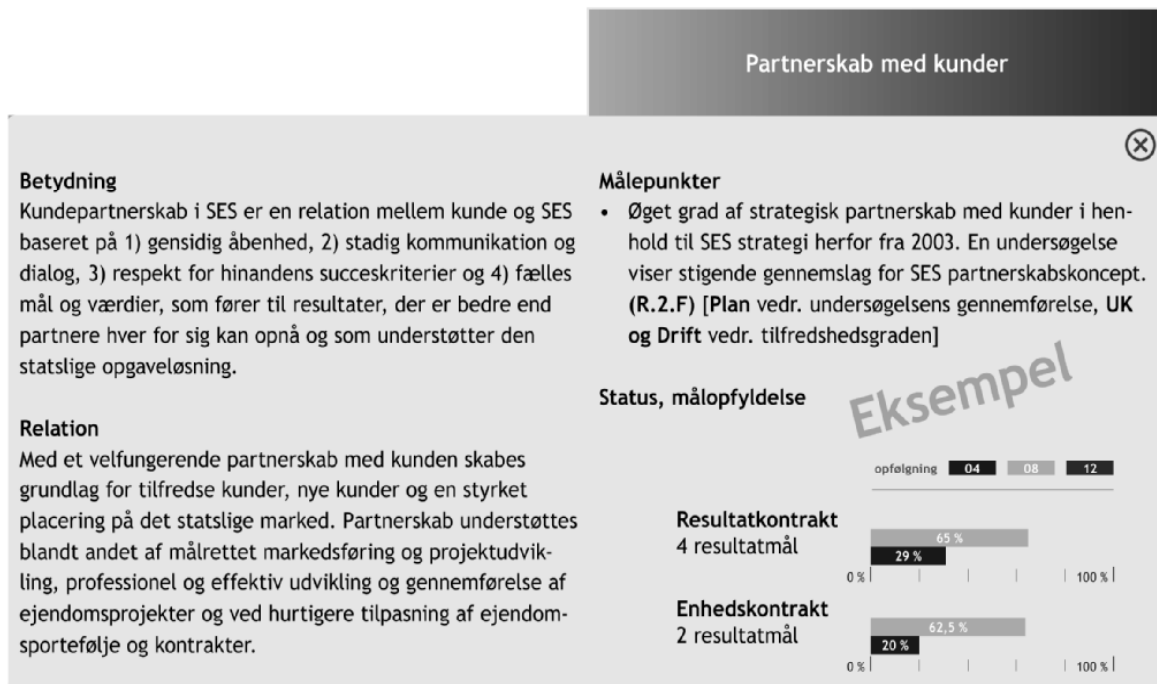 Partnerskab med kunder
Betydning
Kundepartnerskab i SES er en relation mellem kunde og SES
baseret på 1) gensidig åbenhed, 2) stadig kommunikation og
dialog, 3) respekt for hinandens succeskriterier og 4) fælles
mål og værdier, som fører til resultater, der er bedre end
partnere hver for sig kan opnå og som understøtter den
statslige opgaveløsning.
Relation
Med et velfungerende partnerskab med kunden skabes
grundlag for tilfredse kunder, nye kunder og en styrket
placering på det statslige marked. Partnerskab understøttes
blandt andet af målrettet markedsføring og projektudvik-
ling, professionel og effektiv udvikling og gennemførelse af
ejendomsprojekter og ved hurtigere tilpasning af ejendom-
sportefølje og kontrakter.
Målepunkter
• Øget grad af strategisk partnerskab med kunder i hen-
hold til SES strategi herfor fra 2003. En undersøgelse
viser stigende gennemslag for SES partnerskabskoncept.
(R.2.F) [Plan vedr. undersøgelsens gennemførelse, UK
og Drift vedr. tilfredshedsgraden]
Status, målopfyldelse
Eksempel
opfølgning 04 08 12
Resultatkontrakt
4 resultatmål
65 %
29 %
0 % 100 %
Enhedskontrakt
2 resultatmål
62,5 %
20 %
0 % 100 %